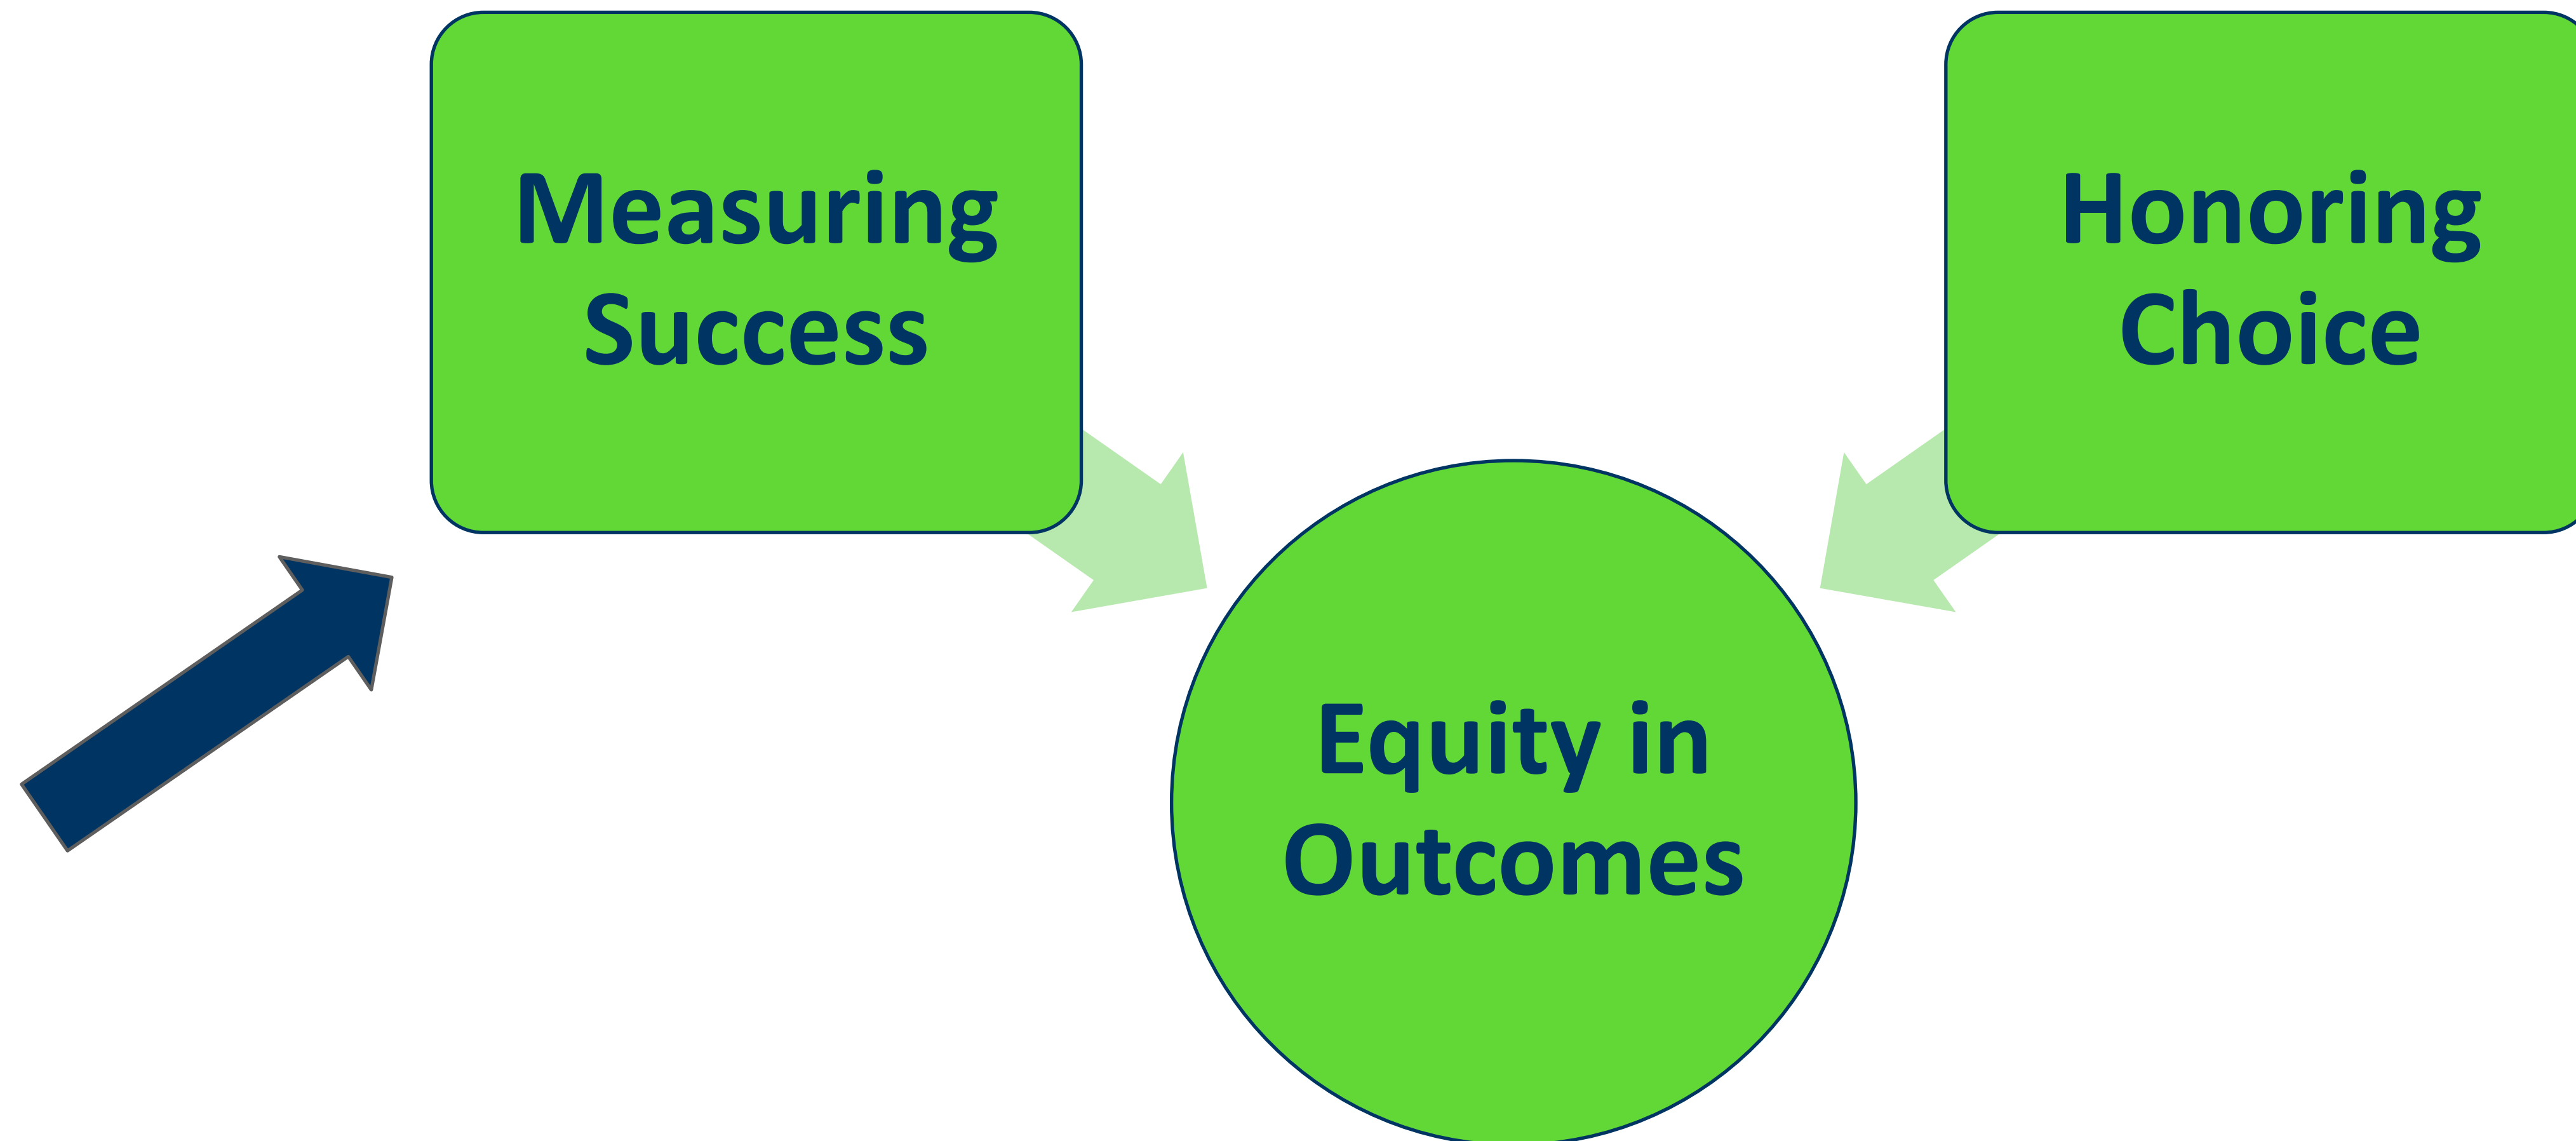 Measuring
Success
Honoring
Choice
Equity in
Outcomes